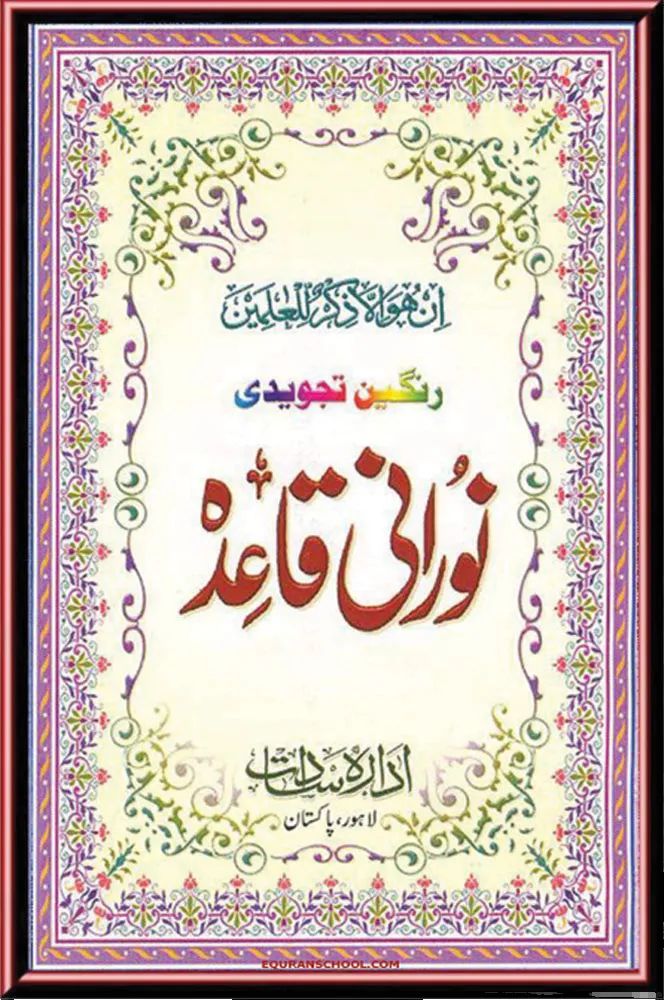 اِنْ هُوَ اِلَّا ذِكْرٌ لِّلْعٰلَمِیْنَ
رنگین تجویدی
نُورانی قاعِدہ
ادارہ سادات
لاہور، پاکستان
EQURANSCHOOL.COM